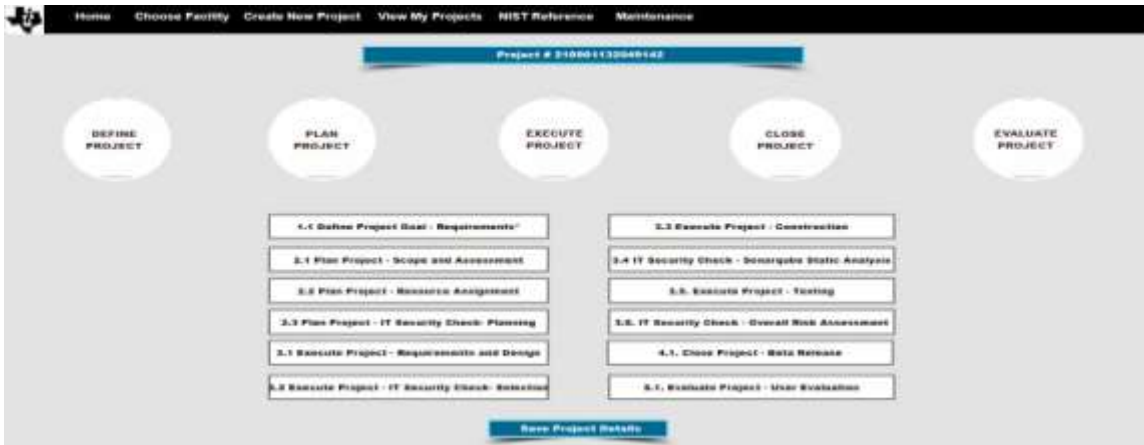 Home Choose Facility Create New Project View My Projects NIST Reference Maintenance
Project #
DEFINE
PROJECT
PLAN
PROJECT
EXECUTE
PROJECT
CLOSE
PROJECT
EVALUATE
PROJECT
1.1 Define Project Goal - Requirements*
2.1 Plan Project - Scope and Assessment
2.2 Plan Project - Resource Assignment
2.3 Plan Project - IT Security Check- Planning
3.1 Execute Project - Requirements and Design
Execute Project - IT Security Check- Selection
3.3 Execute Project - Construction
3.4 IT Security Check - Sonarqube Static Analysis
3.5. Execute Project - Testing
3.6. IT Security Check - Overall Risk Assessment
4.1. Close Project - Beta Release
5.1. Evaluate Project - User Evaluation
Save Project Details